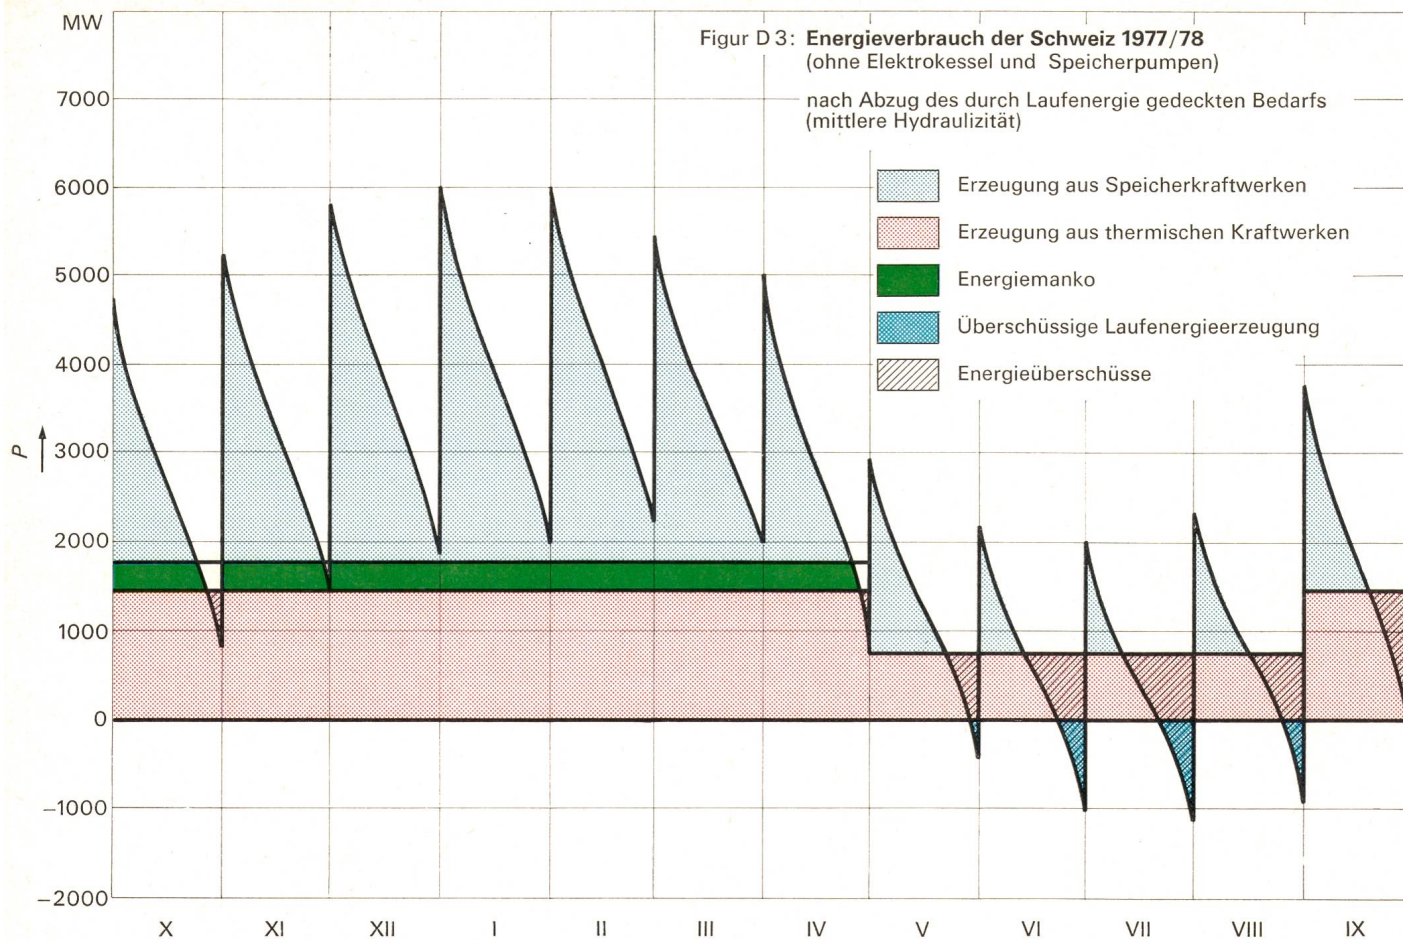 MW
Figur D 3: Energieverbrauch der Schweiz 1977/78
(ohne Elektrokessel und Speicherpumpen)
nach Abzug des durch Laufenergie gedeckten Bedarfs
(mittlere Hydraulizität)
Erzeugung aus Speicherkraftwerken
Erzeugung aus thermischen Kraftwerken
Energiemanko
Überschüssige Laufenergieerzeugung
Energieüberschüsse
7000
6000
5000
4000
P
3000
2000
1000
0
−1000
−2000
X XI XII I II III IV V VI VII VIII IX